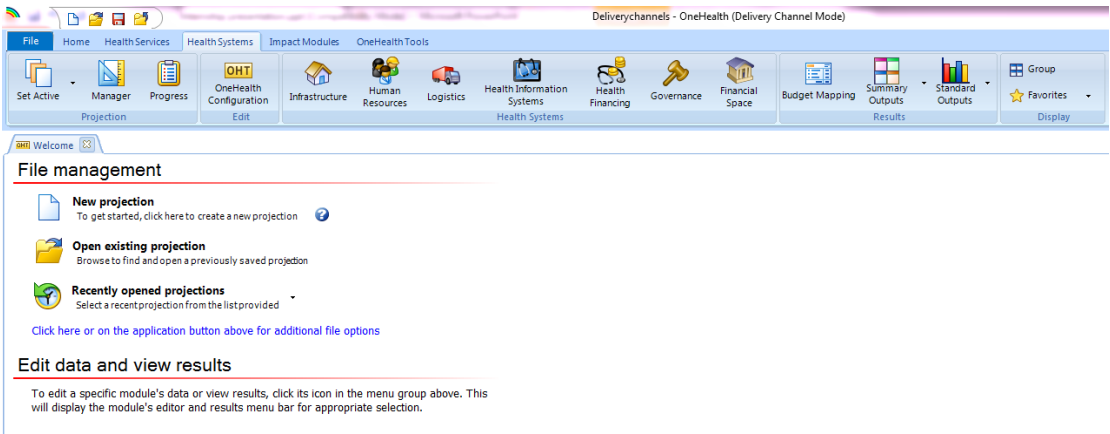 Deliverychannels - OneHealth (Delivery Channel Mode)
File Home Health Services Health Systems Impact Modules OneHealth Tools
Set Active Manager Progress
OHT
OneHealth
Configuration
Infrastructure
Human
Resources
Logistics
Health Information
Systems
Health
Financing
Governance
Financial
Space
Budget Mapping
Summary
Outputs
Standard
Outputs
Group
Favorites
Projection Edit Health Systems Results Display
OHT Welcome
File management
New projection
To get started, click here to create a new projection
Open existing projection
Browse to find and open a previously saved projection
Recently opened projections
Select a recent projection from the list provided
Click here or on the application button above for additional file options
Edit data and view results
To edit a specific module's data or view results, click its icon in the menu group above. This
will display the module's editor and results menu bar for appropriate selection.